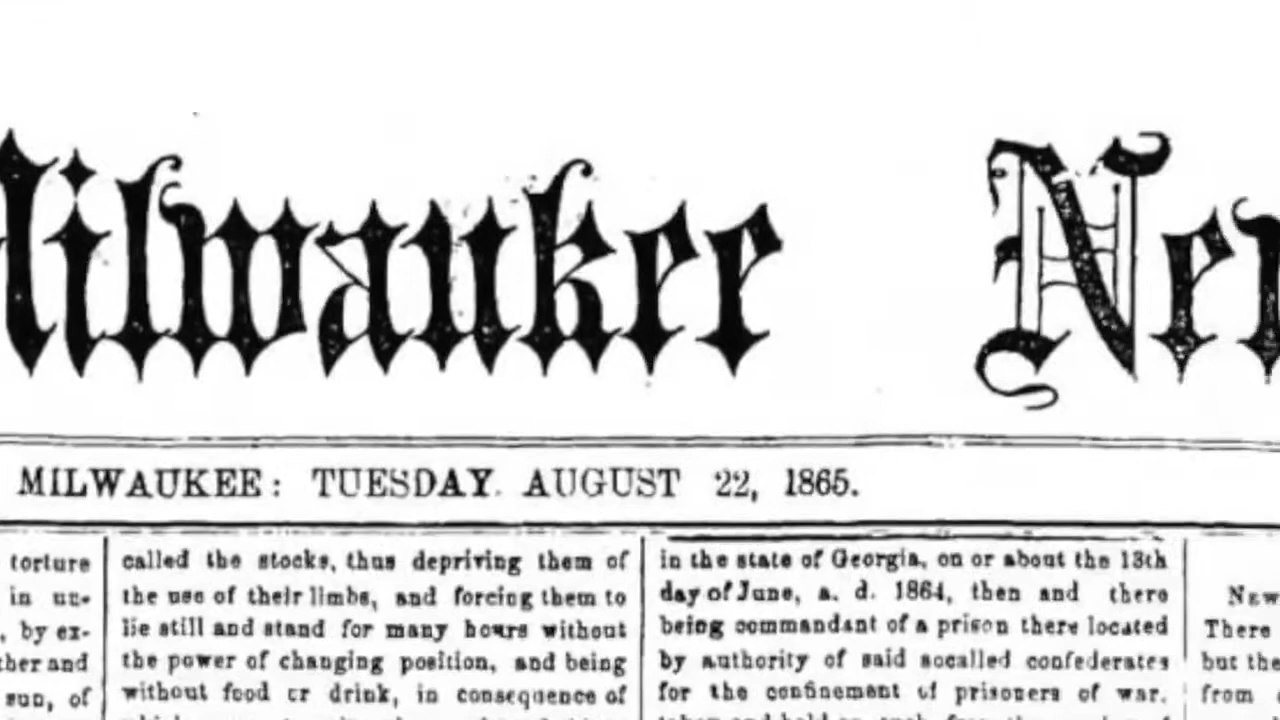 Milwaukee New
MILWAUKEE: TUESDAY. AUGUST 22, 1865.
torture
in un-
, by ex-
ther and
sun, of
called the stocks, thus depriving them of
the use of their limbs, and forcing them to
lie still and stand for many hours without
the power of changing position, and being
without food or drink, in consequence of
in the state of Georgia, on or about the 13th
day of June, a. d. 1864, then and there
being commandant of a prison there located
by authority of said socalled confederates
for the confinement of prisoners of war,
New
There
but the
from